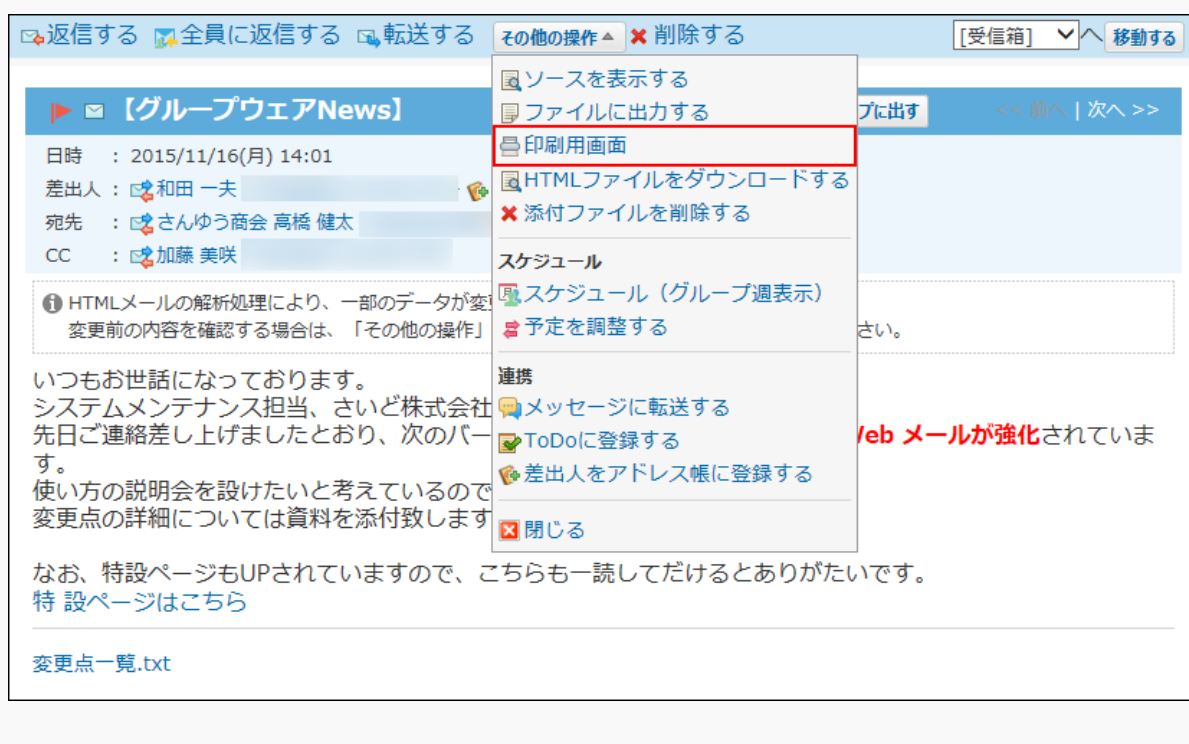 返信する 全員に返信する 転送する その他の操作▲ 削除する [受信箱] へ 移動する
【グループウェアNews】 プに出す << 前へ | 次へ >>
日時 : 2015/11/16(月) 14:01
差出人 : 和田 一夫
宛先 : さんゆう商会 高橋 健太
CC : 加藤 美咲
HTMLメールの解析処理により、一部のデータが変
変更前の内容を確認する場合は、「その他の操作」 さい。
いつもお世話になっております。
システムメンテナンス担当、さいど株式会社
先日ご連絡差し上げましたとおり、次のバー eb メールが強化されていま
す。
使い方の説明会を設けたいと考えているので
変更点の詳細については資料を添付致します
なお、特設ページもUPされていますので、こちらも一読してだけるとありがたいです。
特 設ページはこちら
変更点一覧.txt
ソースを表示する
ファイルに出力する
印刷用画面
HTMLファイルをダウンロードする
添付ファイルを削除する
スケジュール
スケジュール（グループ週表示）
予定を調整する
連携
メッセージに転送する
ToDoに登録する
差出人をアドレス帳に登録する
閉じる